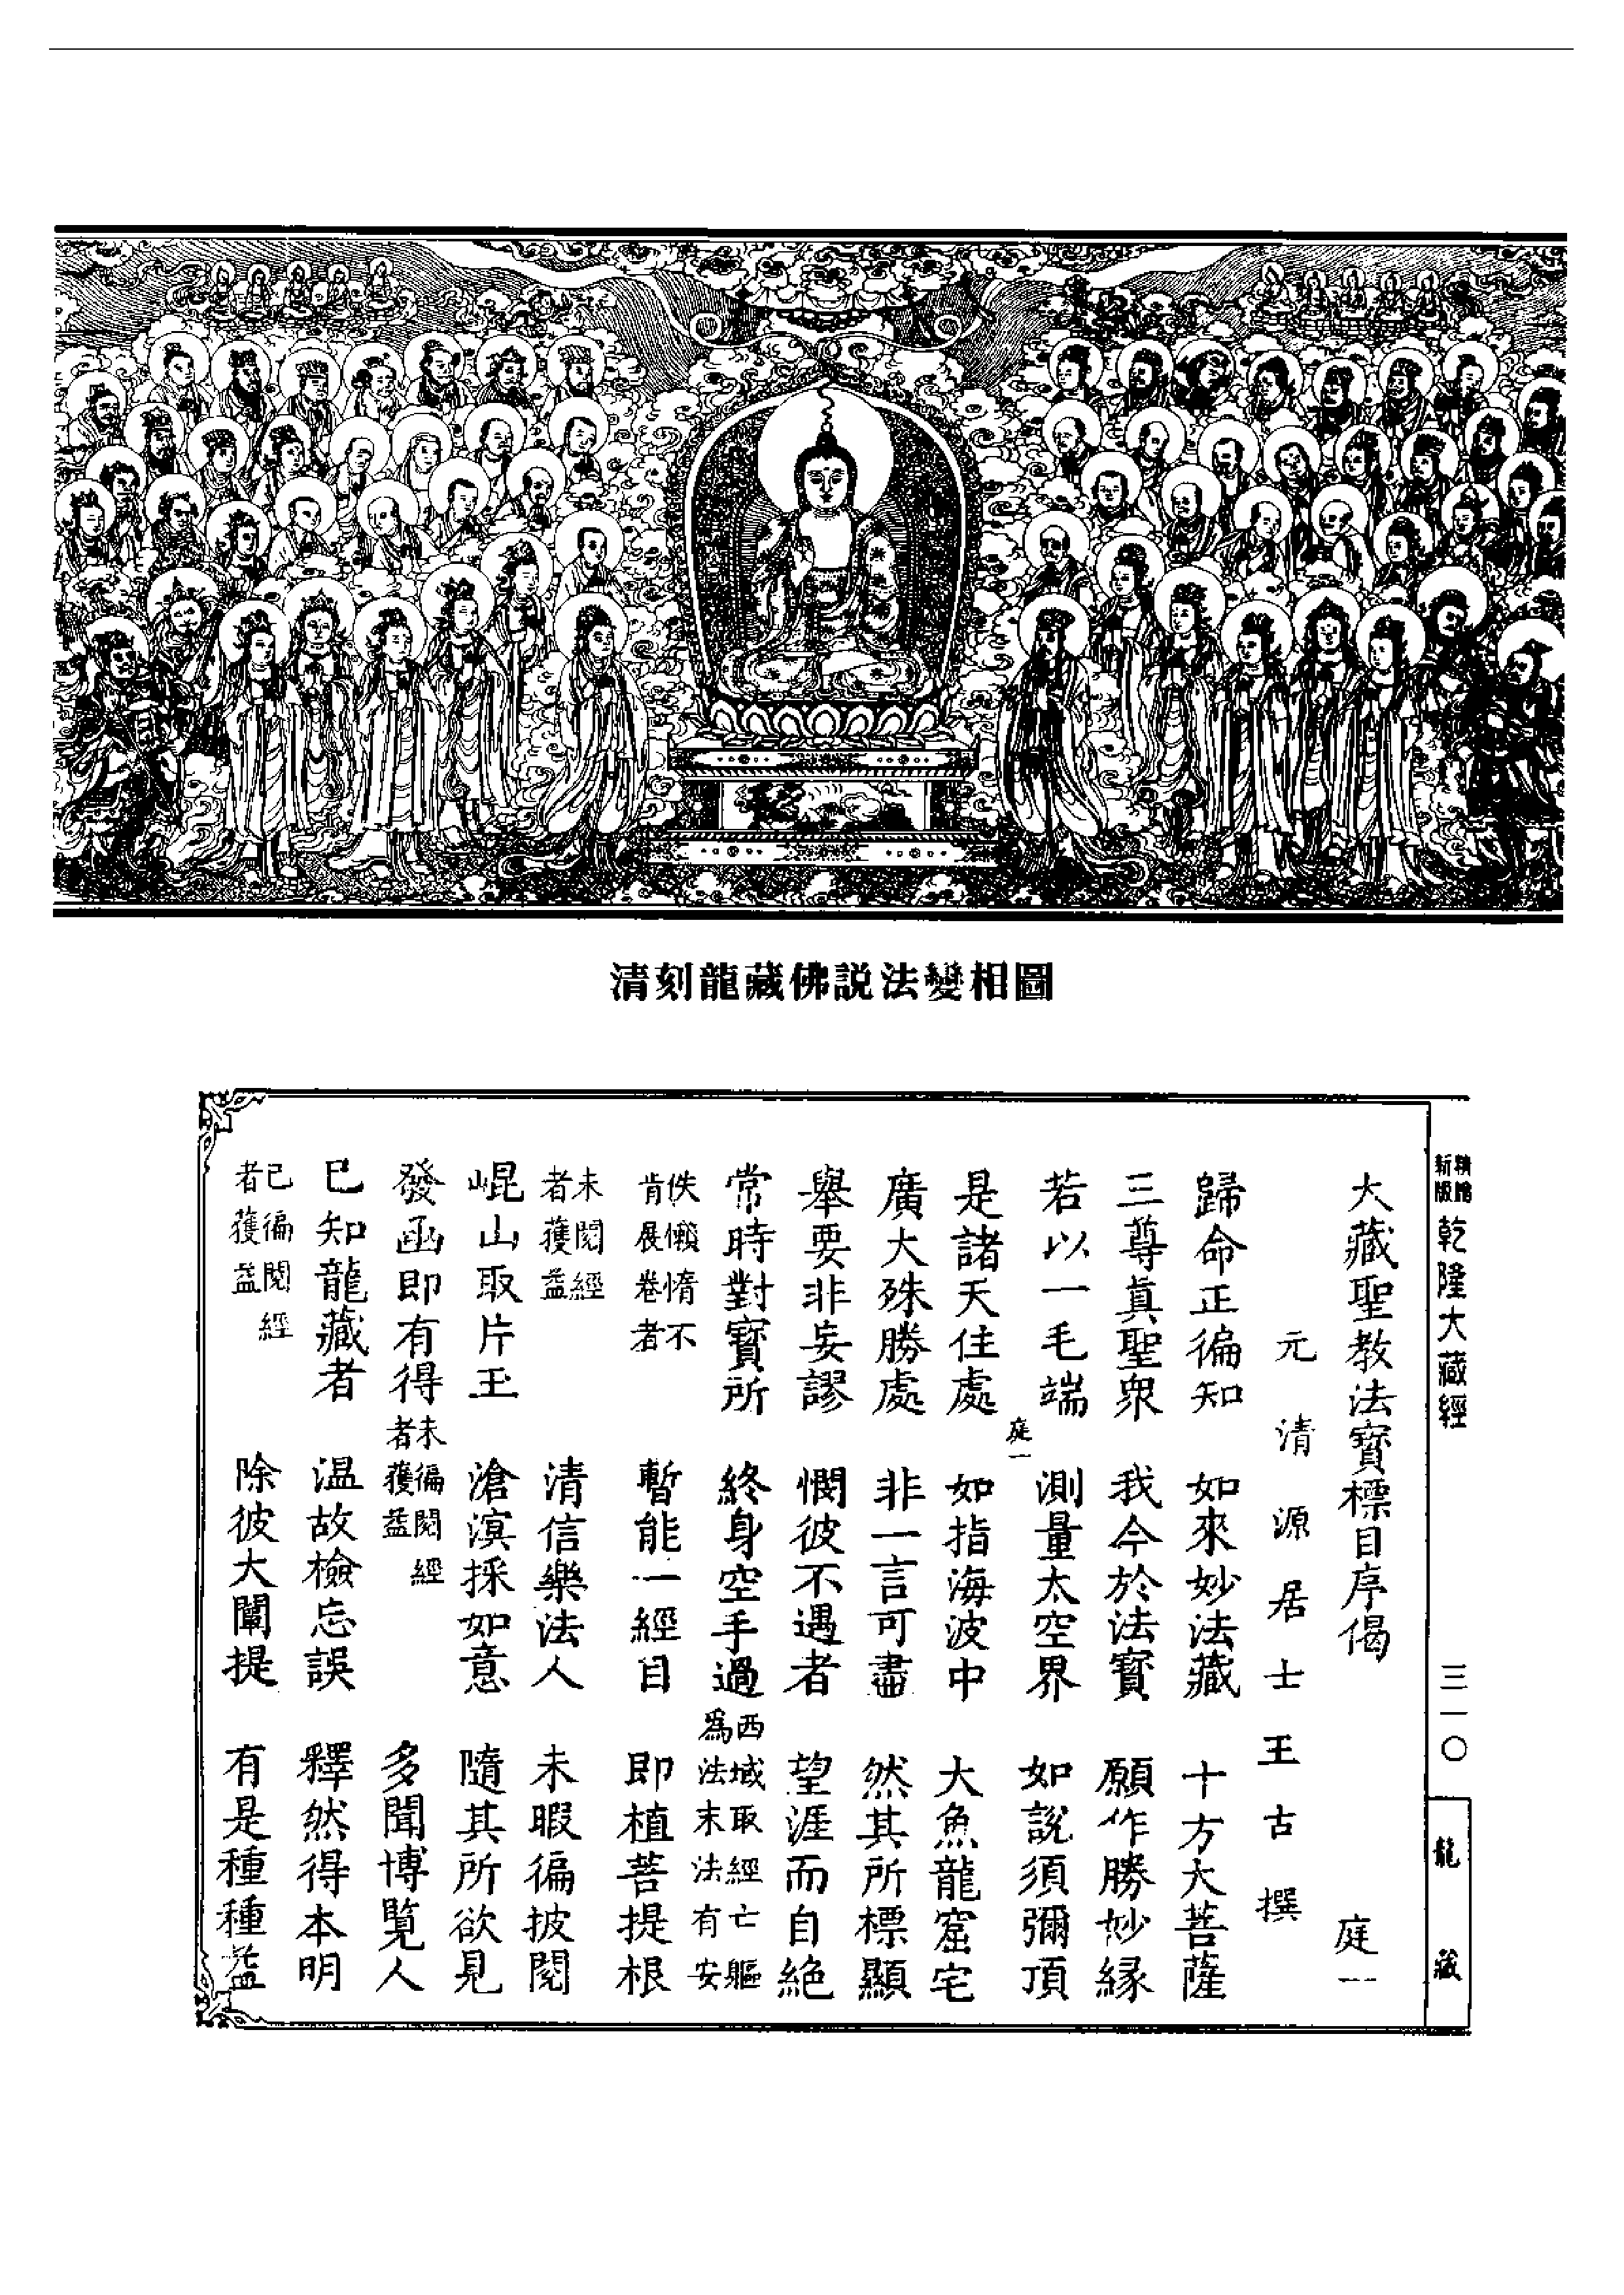 清刻龍藏佛説法變相圖
新版 精繪 乾隆大藏經
三一〇
龍藏
大藏聖教法寶標目序偈 庭一
元清源居士王古撰
歸命正徧知 如來妙法藏 十方大菩薩
三尊真聖衆 我今於法寶 願作勝妙緣
若以一毛端 測量太空界 如說須彌頂
庭一
是諸天住處 如指海波中 大魚龍窟宅
廣大殊勝處 非一言可盡 然其所標顯
舉要非妄謬 憫彼不遇者 望涯而自絶
常時對寶所 終身空手過 西域取經亡軀
爲法末法有安
佚懶惰不
肯展卷者 暫能一經目 即植菩提根
未閱經
者獲益 清信樂法人 未暇徧披閱
崐山取片玉 滄溟採如意 隨其所欲見
發函即有得 未徧閱經
者獲益 多聞博覽人
已知龍藏者 温故檢忘誤 釋然得本明
已徧閱經
者獲益 除彼大闡提 有是種種益